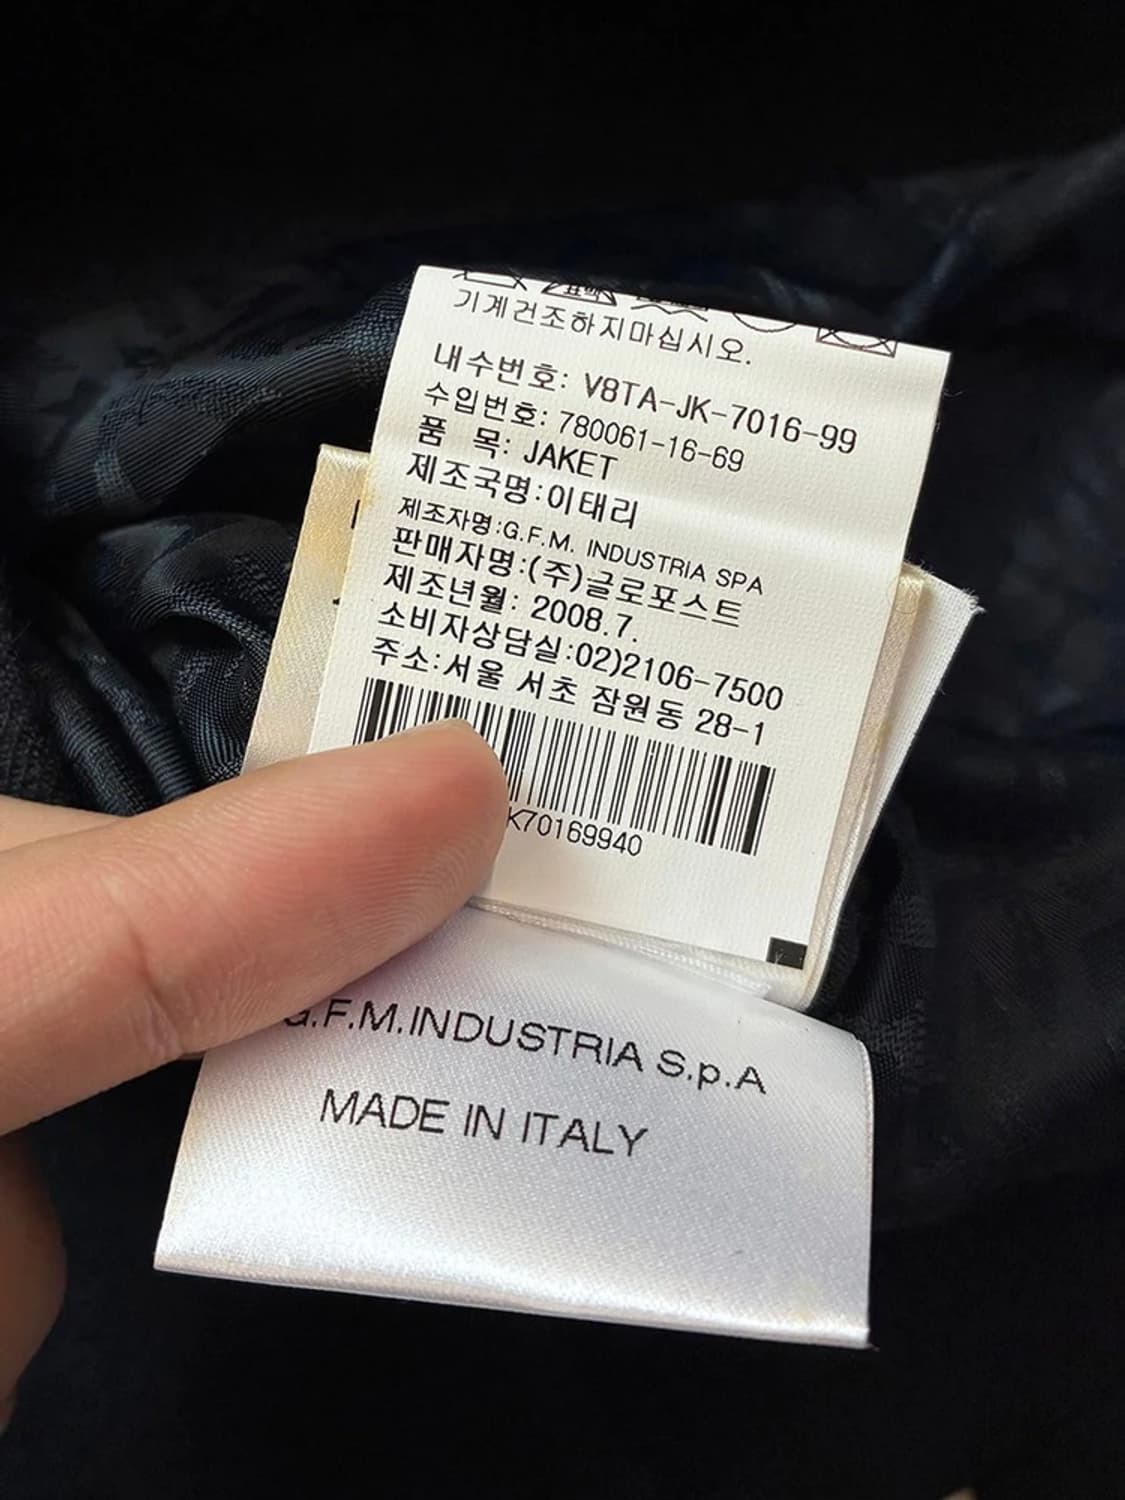 표백
기계건조하지마십시오.
내수번호: V8TA-JK-7016-99
수입번호: 780061-16-69
품 목: JAKET
제조국명:이태리
제조자명:G.F.M. INDUSTRIA SPA
판매자명:(주)글로포스트
제조년월: 2008.7.
소비자상담실:02)2106-7500
주소:서울 서초 잠원동 28-1
K70169940
G.F.M.INDUSTRIA S.p.A
MADE IN ITALY